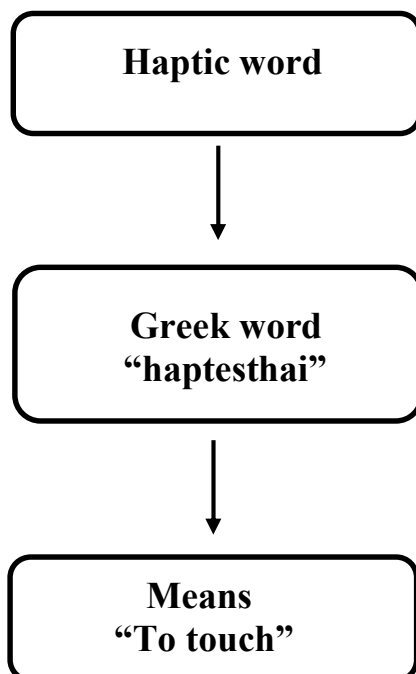 Haptic word
Greek word
“haptesthai”
Means
“To touch”